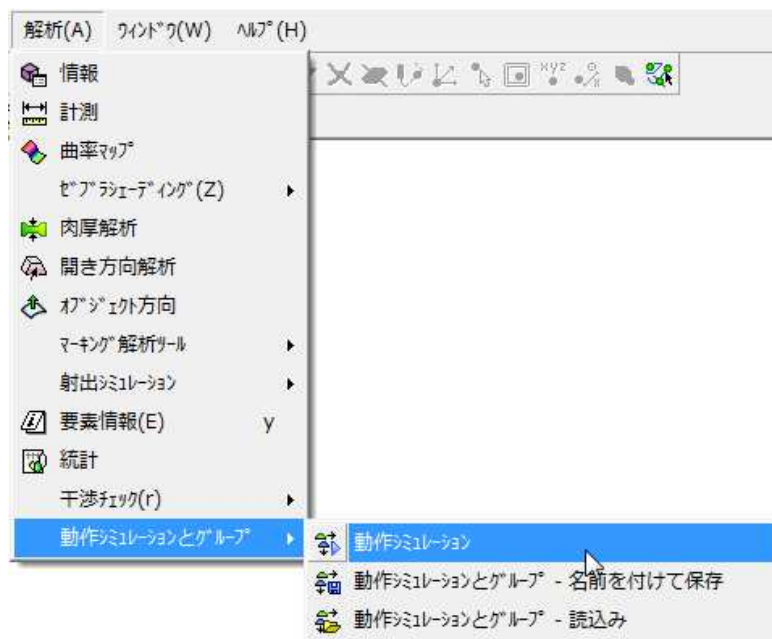 解析(A) ｳｨﾝﾄﾞｳ(W) ﾍﾙﾌﾟ(H)
情報
計測
曲率ﾏｯﾌﾟ
ｾﾞﾌﾞﾗｼｪｰﾃﾞｨﾝｸﾞ(Z)
肉厚解析
開き方向解析
ｵﾌﾞｼﾞｪｸﾄ方向
ﾏｰｷﾝｸﾞ解析ﾂｰﾙ
射出ｼﾐｭﾚｰｼｮﾝ
要素情報(E) y
統計
干渉ﾁｪｯｸ(r)
動作ｼﾐｭﾚｰｼｮﾝとｸﾞﾙｰﾌﾟ
動作ｼﾐｭﾚｰｼｮﾝ
動作ｼﾐｭﾚｰｼｮﾝとｸﾞﾙｰﾌﾟ - 名前を付けて保存
動作ｼﾐｭﾚｰｼｮﾝとｸﾞﾙｰﾌﾟ - 読込み